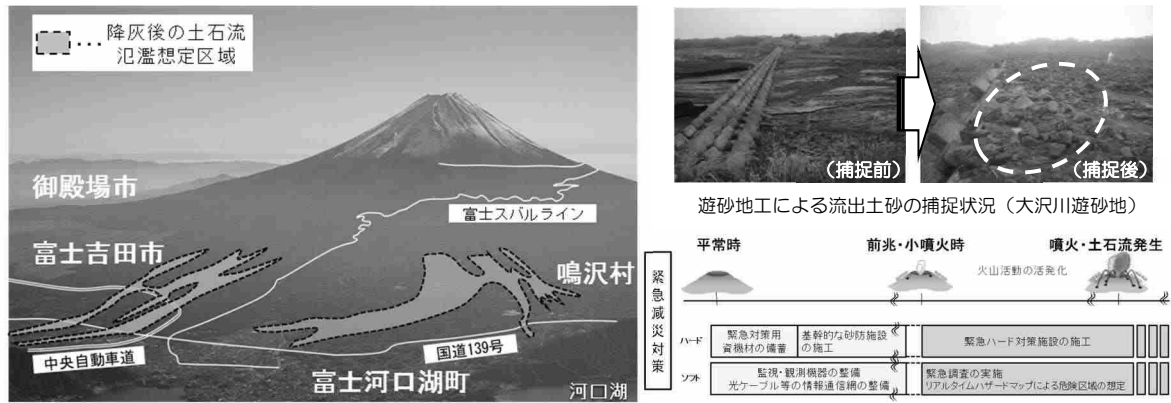 ・・・降灰後の土石流
氾濫想定区域
御殿場市
富士スバルライン
富士吉田市
鳴沢村
中央自動車道
国道139号
富士河口湖町
河口湖
(捕捉前)
(捕捉後)
遊砂地工による流出土砂の捕捉状況（大沢川遊砂地）
緊急減災対策
平常時
前兆・小噴火時
噴火・土石流発生
火山活動の活発化
ハード
緊急対策用
資機材の備蓄
基幹的な砂防施設
の施工
緊急ハード対策施設の施工
ソフト
監視・観測機器の整備
光ケーブル等の情報通信網の整備
緊急調査の実施
リアルタイムハザードマップによる危険区域の想定